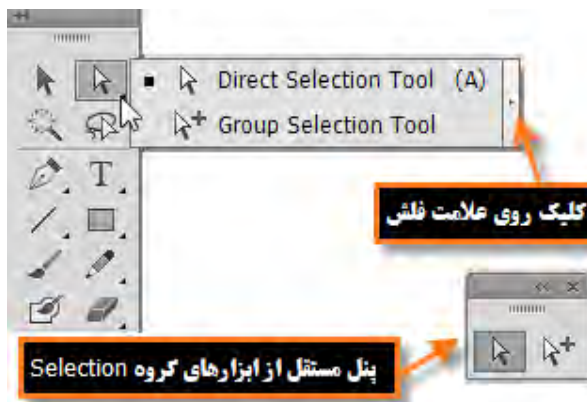 Direct Selection Tool (A)
Group Selection Tool
کلیک روی علامت فلش
پنل مستقل از ابزارهای گروه Selection